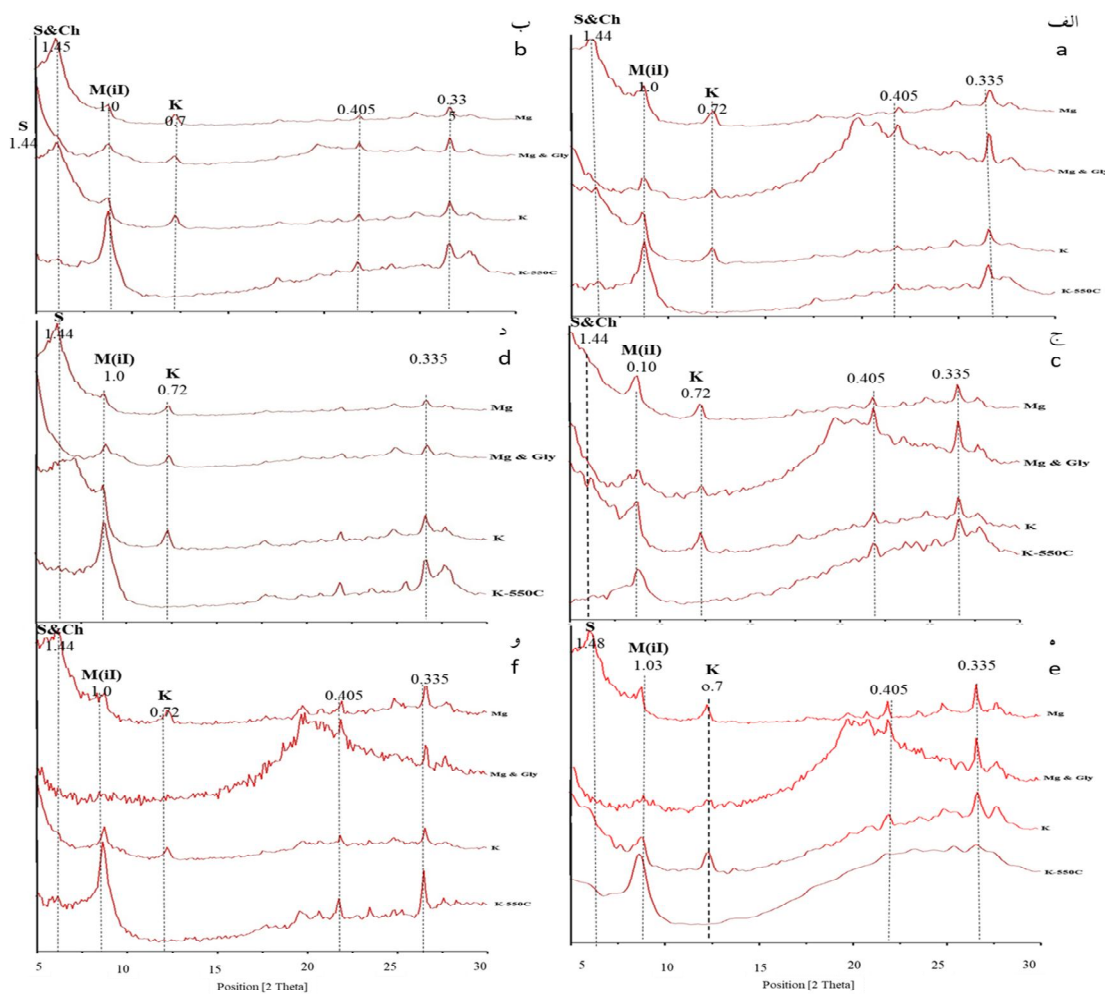 الف
a
S&Ch
1.44
M(iI)
1.0
K
0.72
0.405
0.335
Mg
Mg & Gly
K
K-550C
ب
b
S&Ch
1.45
M(iI)
1.0
K
0.7
0.405
0.33
5
S
1.44
Mg
Mg & Gly
K
K-550C
ج
c
S&Ch
1.44
M(iI)
0.10
K
0.72
0.405
0.335
Mg
Mg & Gly
K
K-550C
د
d
S
1.44
M(iI)
1.0
K
0.72
0.335
Mg
Mg & Gly
K
K-550C
ه
e
S
1.48
M(iI)
1.03
K
o.7
0.405
0.335
Mg
Mg & Gly
K
K-550C
5 10 15 20 25 30
Position [2 Theta]
و
f
S&Ch
1.44
M(iI)
1.0
K
0.72
0.405
0.335
Mg
Mg & Gly
K
K-550C
5 10 15 20 25 30
Position [2 Theta]